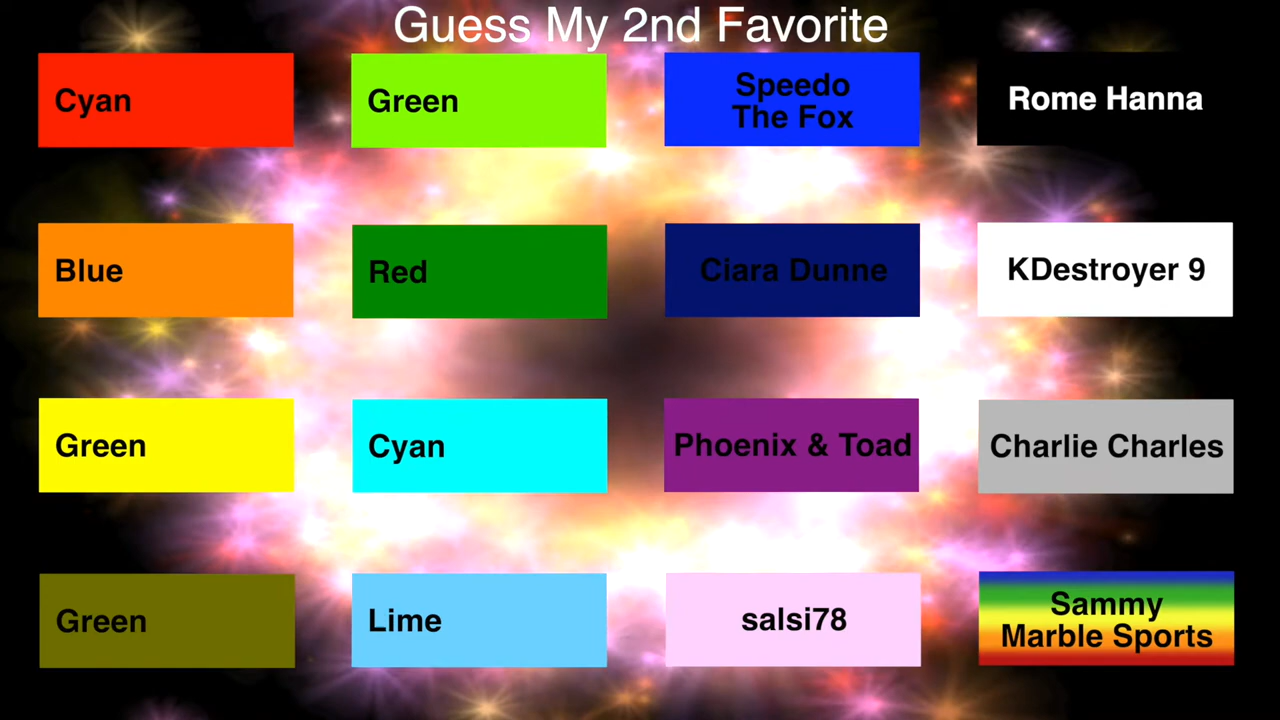 Guess My 2nd Favorite
Cyan
Green
Speedo
The Fox
Rome Hanna
Blue
Red
Ciara Dunne
KDestroyer 9
Green
Cyan
Phoenix & Toad
Charlie Charles
Green
Lime
salsi78
Sammy
Marble Sports